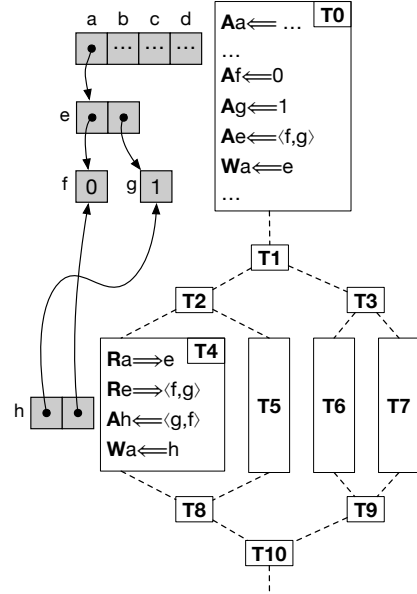 a b c d
... ... ...
e
f 0 g 1
h
T0
Aa⇐ ...
...
Af⇐0
Ag⇐1
Ae⇐⟨f,g⟩
Wa⇐e
...
T1
T2 T3
T4
Ra⇒e
Re⇒⟨f,g⟩
Ah⇐⟨g,f⟩
Wa⇐h
T5 T6 T7
T8 T9
T10